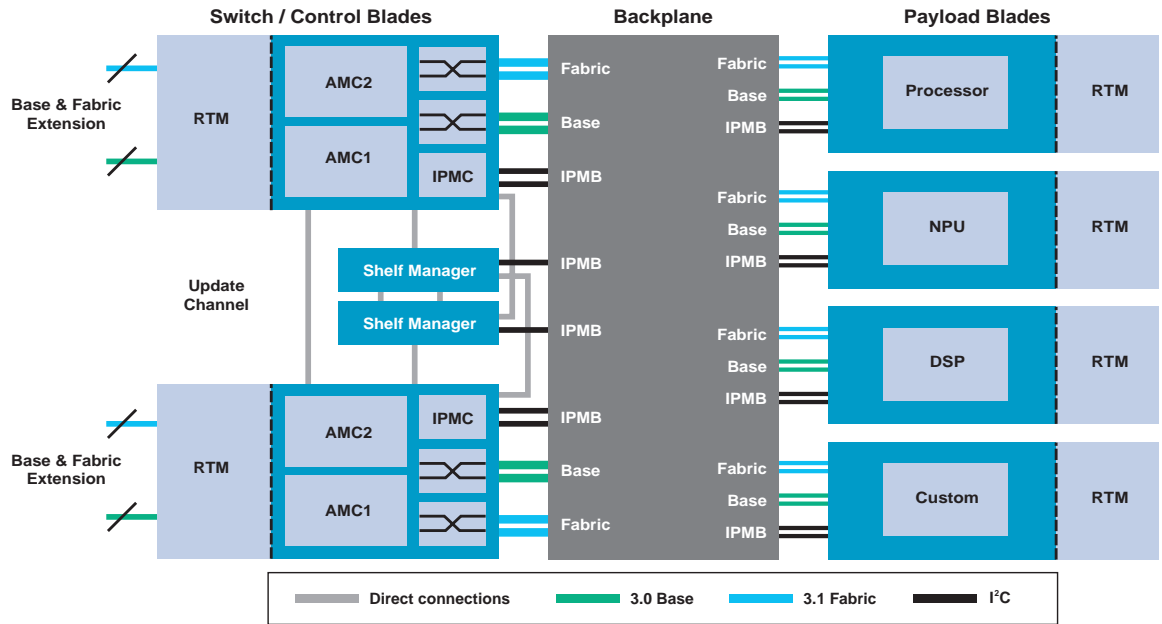 Switch / Control Blades
Backplane
Payload Blades
Base & Fabric
Extension
RTM
AMC2
AMC1
IPMC
Fabric
Base
IPMB
Shelf Manager
IPMB
Shelf Manager
IPMB
Update
Channel
Base & Fabric
Extension
RTM
AMC2
AMC1
IPMC
IPMB
Base
Fabric
Fabric
Base
IPMB
Processor
RTM
Fabric
Base
IPMB
NPU
RTM
Fabric
Base
IPMB
DSP
RTM
Fabric
Base
IPMB
Custom
RTM
Direct connections
3.0 Base
3.1 Fabric
I²C